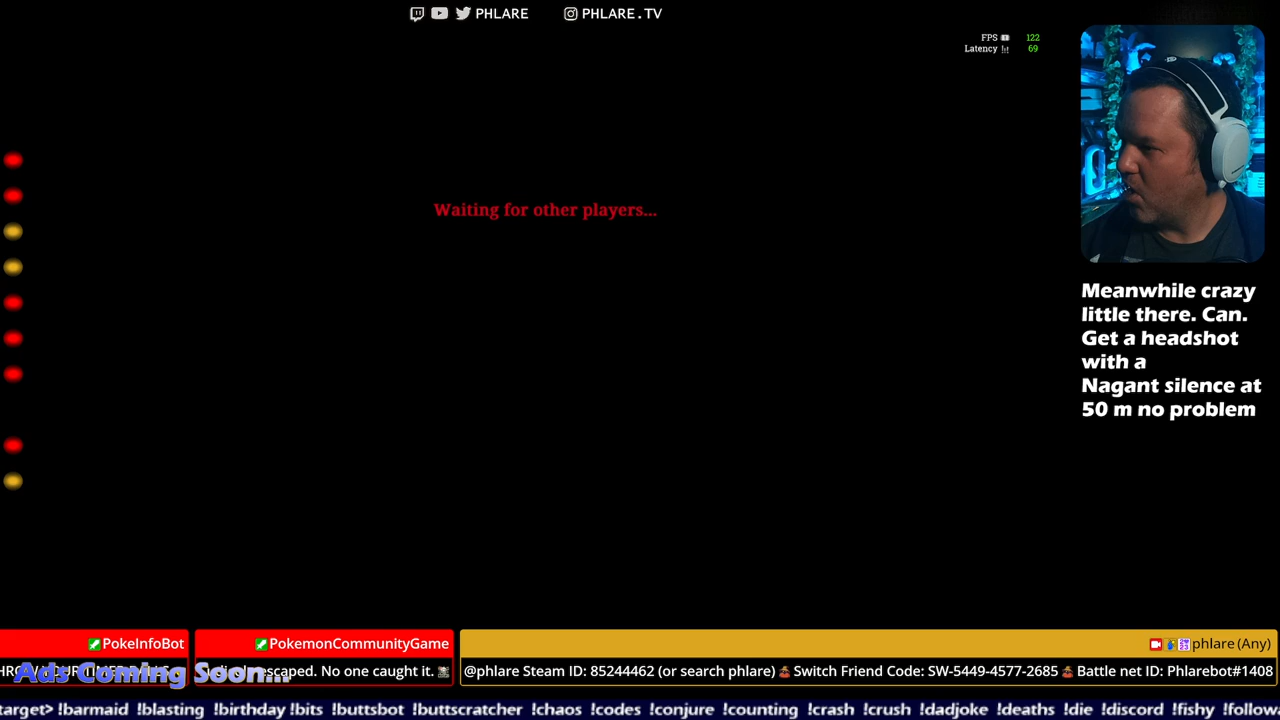 PHLARE PHLARE.TV
FPS 122
Latency 69
Waiting for other players...
Meanwhile crazy
little there. Can.
Get a headshot
with a
Nagant silence at
50 m no problem
PokeInfoBot PokemonCommunityGame phlare (Any)
Ads Coming Soon... escaped. No one caught it. @phlare Steam ID: 85244462 (or search phlare) Switch Friend Code: SW-5449-4577-2685 Battle net ID: Phlarebot#1408
target> !barmaid !blasting !birthday !bits !buttsbot !buttscratcher !chaos !codes !conjure !counting !crash !crush !dadjoke !deaths !die !discord !fishy !follow